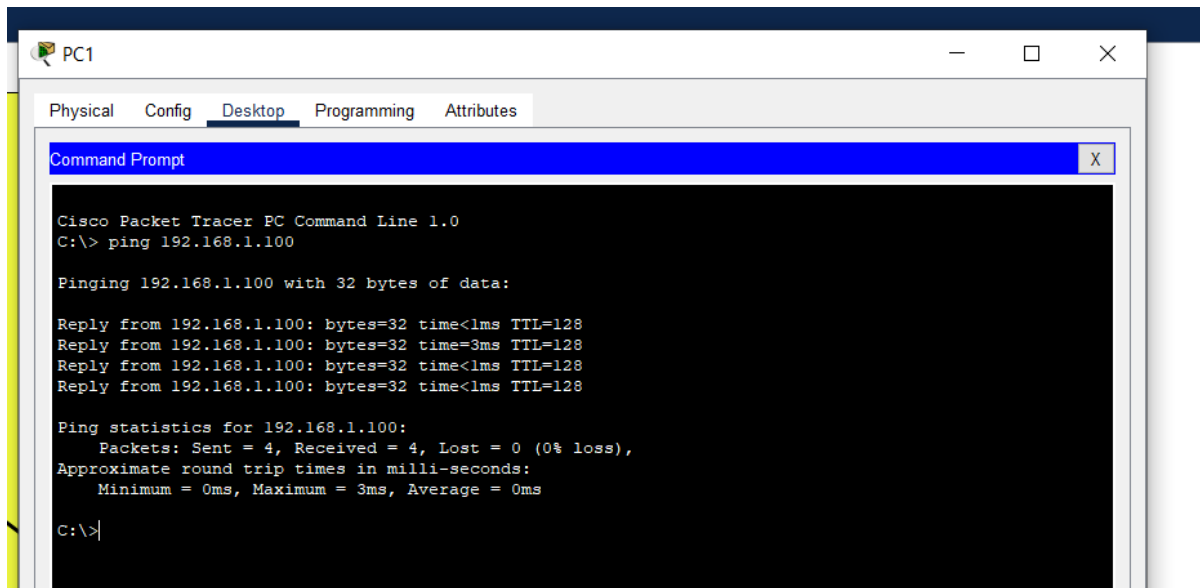 PC1
Physical Config Desktop Programming Attributes
Command Prompt X
Cisco Packet Tracer PC Command Line 1.0
C:\> ping 192.168.1.100
Pinging 192.168.1.100 with 32 bytes of data:
Reply from 192.168.1.100: bytes=32 time<1ms TTL=128
Reply from 192.168.1.100: bytes=32 time=3ms TTL=128
Reply from 192.168.1.100: bytes=32 time<1ms TTL=128
Reply from 192.168.1.100: bytes=32 time<1ms TTL=128
Ping statistics for 192.168.1.100:
Packets: Sent = 4, Received = 4, Lost = 0 (0% loss),
Approximate round trip times in milli-seconds:
Minimum = 0ms, Maximum = 3ms, Average = 0ms
C:\>